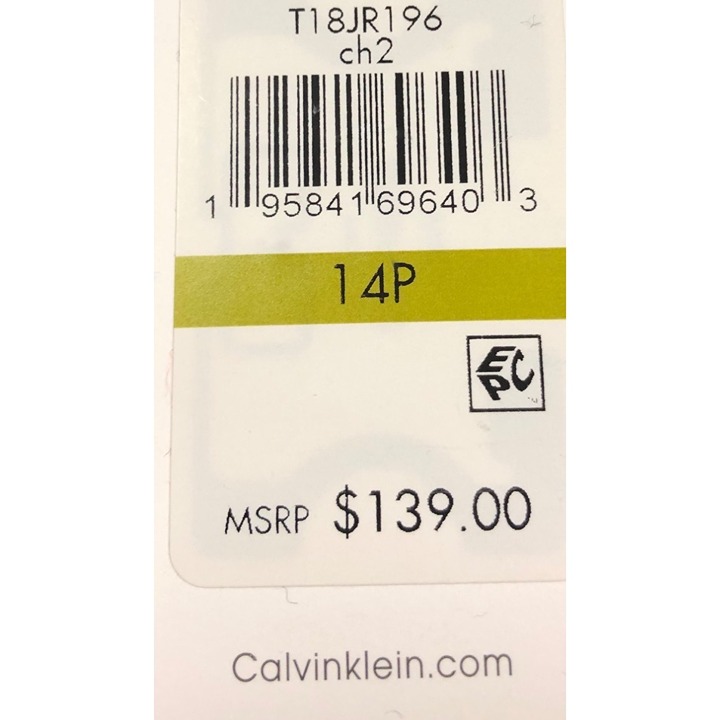 T18JR196
ch2
1 95841 69640 3
14P
EPC
MSRP $139.00
Calvinklein.com